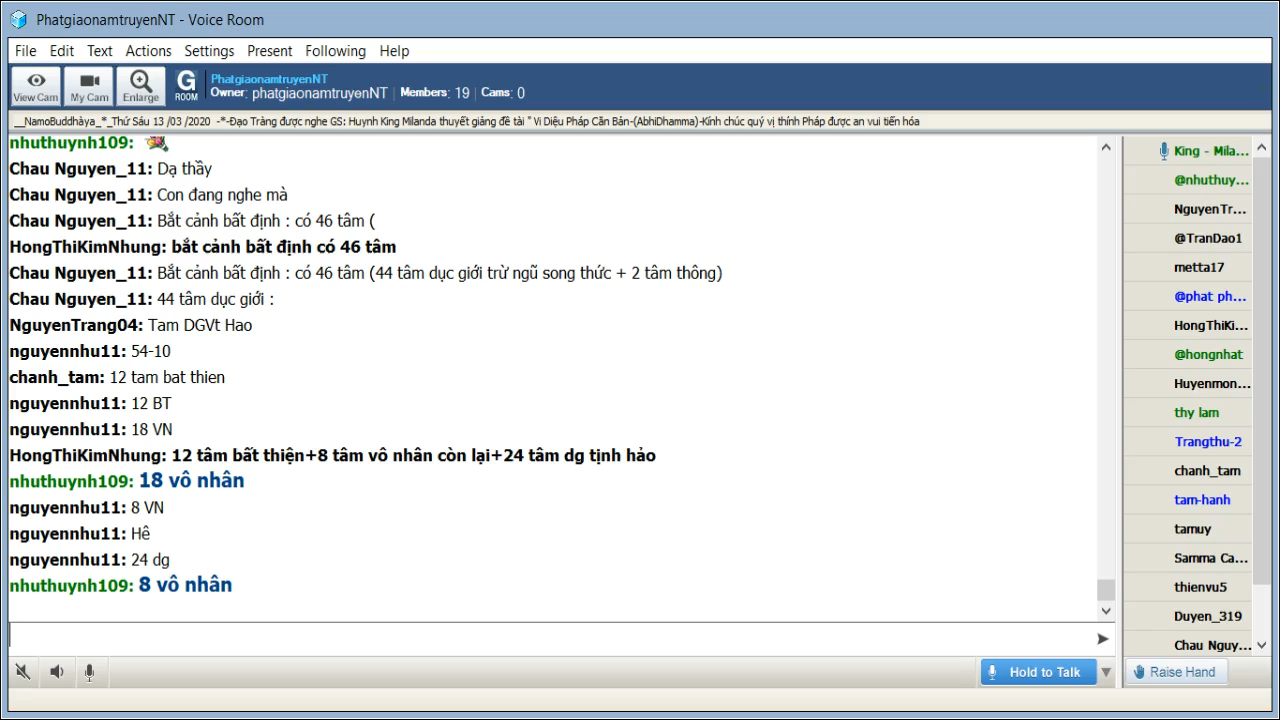 PhatgiaonamtruyenNT - Voice Room
File Edit Text Actions Settings Present Following Help
View Cam My Cam Enlarge G ROOM
PhatgiaonamtruyenNT
Owner: phatgiaonamtruyenNT | Members: 19 | Cams: 0
__NamoBuddhàya_*_Thứ Sáu 13 /03 /2020 -*-Đạo Tràng được nghe GS: Huynh King Milanda thuyết giảng đề tài " Vi Diệu Pháp Căn Bản-(AbhiDhamma)-Kính chúc quý vị thính Pháp được an vui tiến hóa
nhuthuynh109:
Chau Nguyen_11: Dạ thầy
Chau Nguyen_11: Con đang nghe mà
Chau Nguyen_11: Bắt cảnh bất định : có 46 tâm (
HongThiKimNhung: bắt cảnh bất định có 46 tâm
Chau Nguyen_11: Bắt cảnh bất định : có 46 tâm (44 tâm dục giới trừ ngũ song thức + 2 tâm thông)
Chau Nguyen_11: 44 tâm dục giới :
NguyenTrang04: Tam DGVt Hao
nguyennhu11: 54-10
chanh_tam: 12 tam bat thien
nguyennhu11: 12 BT
nguyennhu11: 18 VN
HongThiKimNhung: 12 tâm bất thiện+8 tâm vô nhân còn lại+24 tâm dg tịnh hảo
nhuthuynh109: 18 vô nhân
nguyennhu11: 8 VN
nguyennhu11: Hê
nguyennhu11: 24 dg
nhuthuynh109: 8 vô nhân
King - Mila...
@nhuthuy...
NguyenTr...
@TranDao1
metta17
@phat ph...
HongThiKi...
@hongnhat
Huyenmon...
thy lam
Trangthu-2
chanh_tam
tam-hanh
tamuy
Samma Ca...
thienvu5
Duyen_319
Chau Nguy...
Hold to Talk
Raise Hand